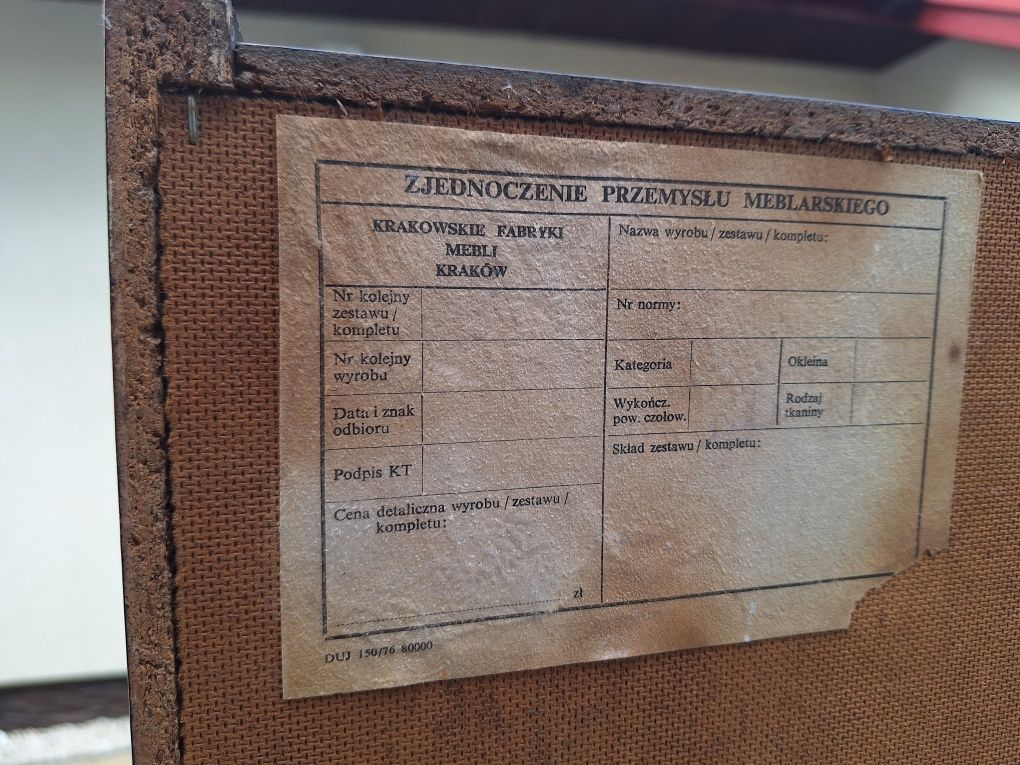 ZJEDNOCZENIE PRZEMYSŁU MEBLARSKIEGO
KRAKOWSKIE FABRYKI
MEBLI
KRAKÓW
Nr kolejny
zestawu /
kompletu
Nr kolejny
wyrobu
Data i znak
odbioru
Podpis KT
Cena detaliczna wyrobu / zestawu /
kompletu:
zł
Nazwa wyrobu / zestawu / kompletu:
Nr normy:
Kategoria
Okleina
Wykończ.
pow. czołow.
Rodzaj
tkaniny
Skład zestawu / kompletu:
DUJ 150/76 80000